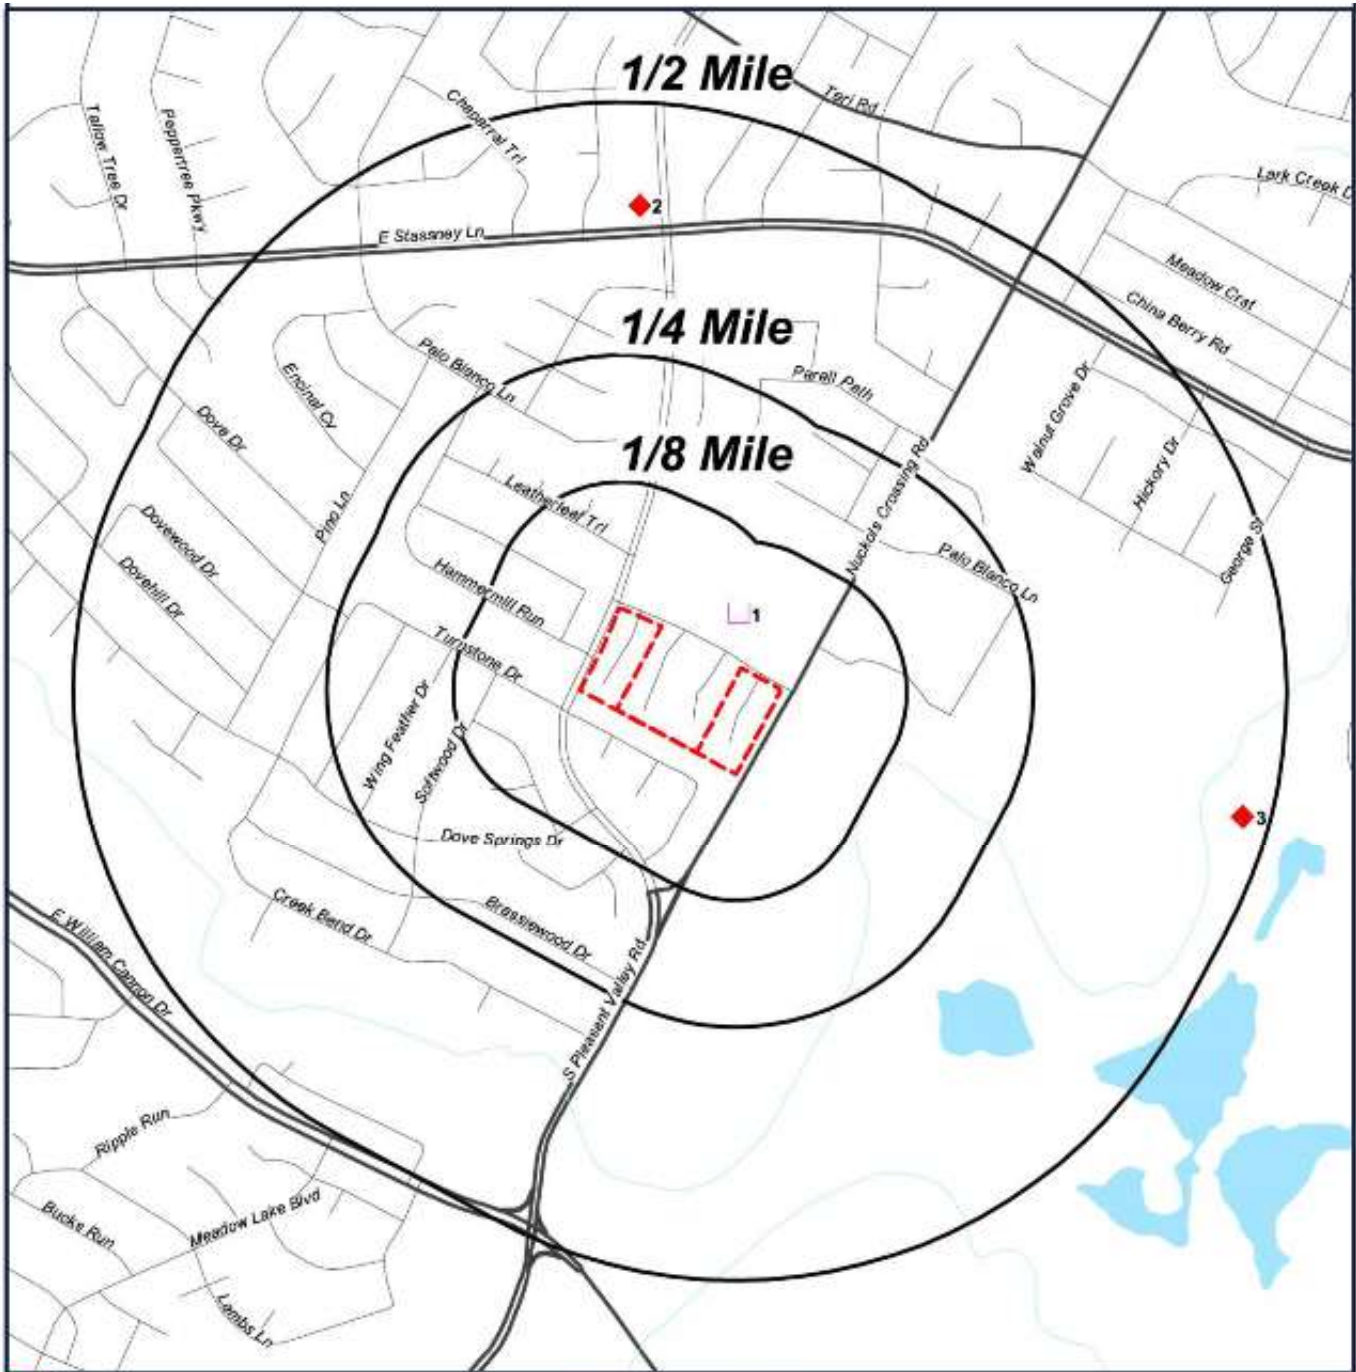 1/2 Mile
Teri Rd
Chaparral Trl
Tallow Tree Dr
Peppertree Pkwy
Lark Creek D
2
E Stassney Ln
Meadow Crst
China Berry Rd
1/4 Mile
Palo Blanco Ln
Parell Path
Encinal Cv
Walnut Grove Dr
Dove Dr
1/8 Mile
Hickory Dr
Leatherleaf Trl
Pino Ln
Nuckols Crossing Rd
Dovewood Dr
George St
Palo Blanco Ln
Dovehill Dr
Hammermill Run
1
Turnstone Dr
Wing Feather Dr
Softwood Dr
3
Dove Springs Dr
Creek Bend Dr
Brassiewood Dr
E William Cannon Dr
S Pleasant Valley Rd
Ripple Run
Meadow Lake Blvd
Bucks Run
Lambs Ln